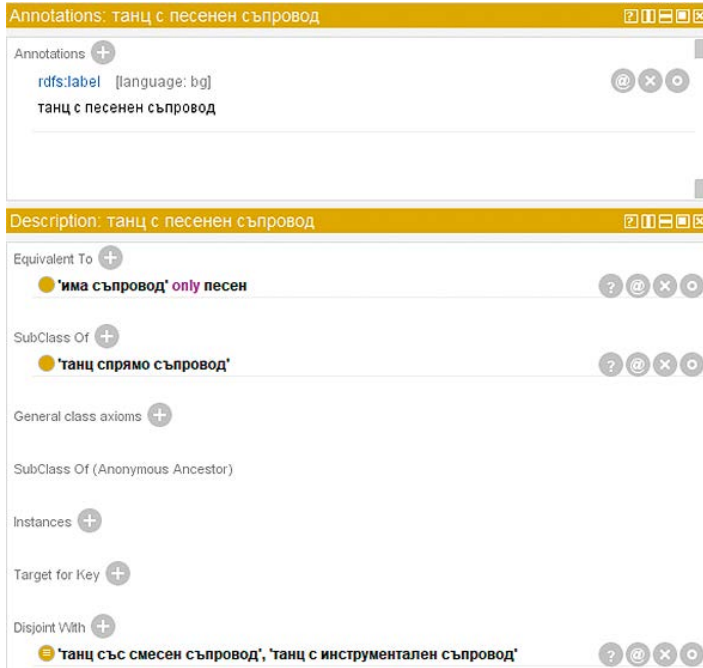 Annotations: танц с песенен съпровод
Annotations
rdfs:label [language: bg]
танц с песенен съпровод
Description: танц с песенен съпровод
Equivalent To
'има съпровод' only песен
SubClass Of
'танц спрямо съпровод'
General class axioms
SubClass Of (Anonymous Ancestor)
Instances
Target for Key
Disjoint With
'танц със смесен съпровод', 'танц с инструментален съпровод'